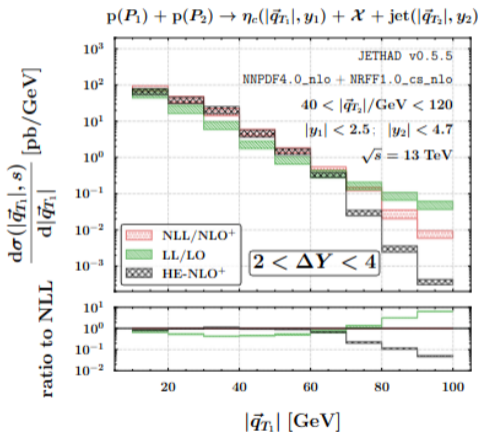 p(P₁) + p(P₂) → η_c(|q⃗_T₁|, y₁) + 𝒳 + jet(|q⃗_T₂|, y₂)
JETHAD v0.5.5
NNPDF4.0_nlo + NRFF1.0_cs_nlo
40 < |q⃗_T₂|/GeV < 120
|y₁| < 2.5; |y₂| < 4.7
√s = 13 TeV
dσ(|q⃗_T₁|, s)
d|q⃗_T₁|
[pb/GeV]
10³
10²
10¹
10⁰
10⁻¹
10⁻²
10⁻³
NLL/NLO⁺
LL/LO
HE-NLO⁺
2 < ΔY < 4
ratio to NLL
10¹
10⁰
10⁻¹
10⁻²
20 40 60 80 100
|q⃗_T₁| [GeV]